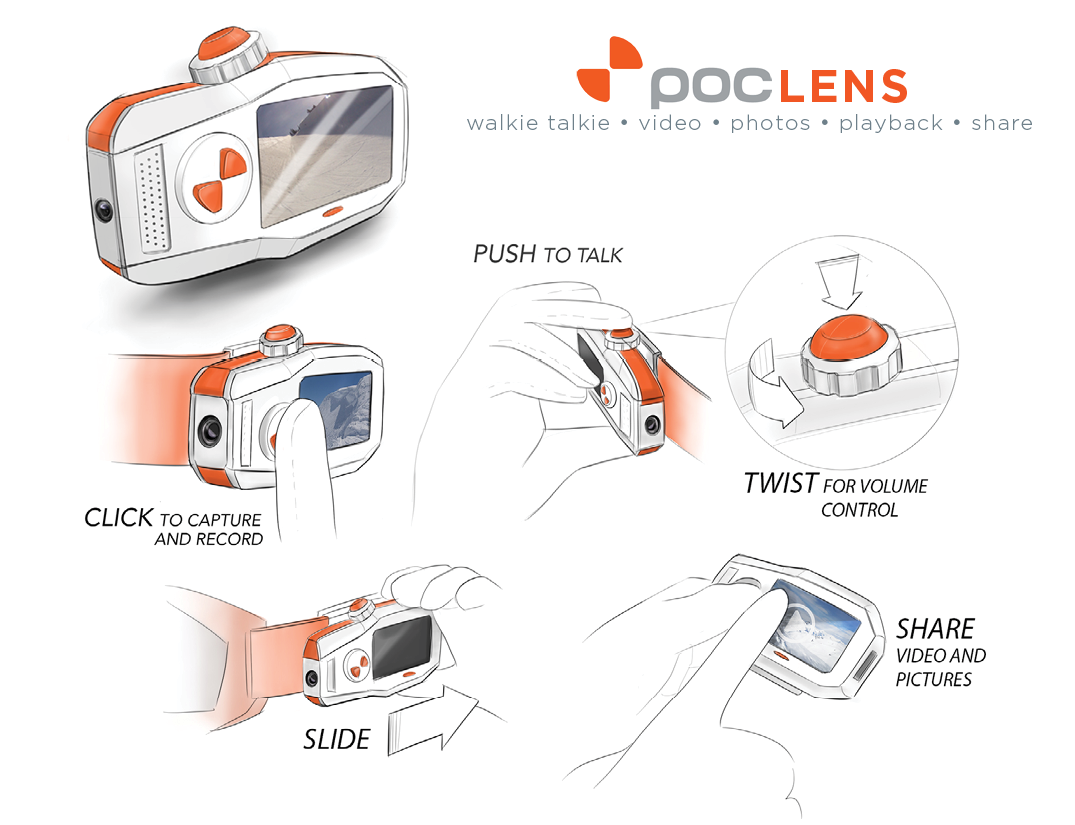 pocLENS
walkie talkie • video • photos • playback • share
PUSH TO TALK
TWIST FOR VOLUME
CONTROL
CLICK TO CAPTURE
AND RECORD
SHARE
VIDEO AND
PICTURES
SLIDE